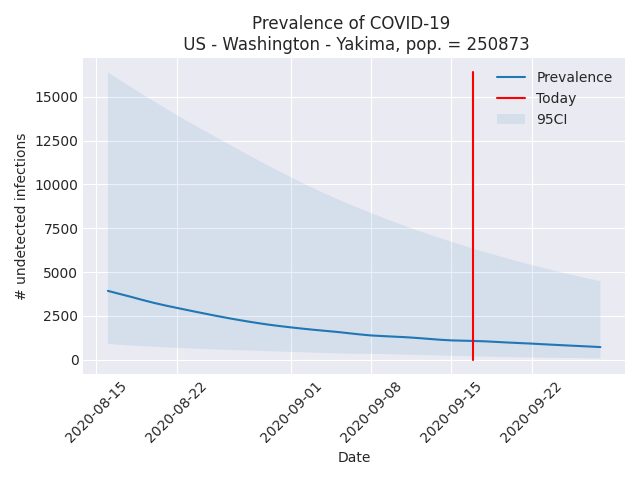 Prevalence of COVID-19
US - Washington - Yakima, pop. = 250873
Prevalence
Today
95CI
15000
12500
10000
7500
5000
2500
0
# undetected infections
2020-08-15
2020-08-22
2020-09-01
2020-09-08
2020-09-15
2020-09-22
Date